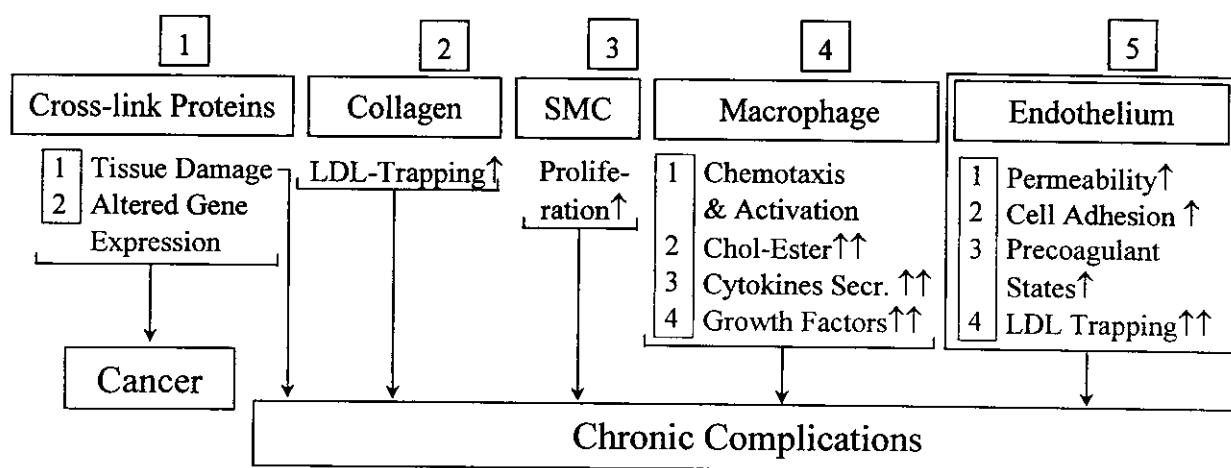 1
Cross-link Proteins
1 Tissue Damage
2 Altered Gene
Expression
Cancer
2
Collagen
LDL-Trapping↑
3
SMC
Prolife-
ration↑
4
Macrophage
1 Chemotaxis
& Activation
2 Chol-Ester↑↑
3 Cytokines Secr. ↑↑
4 Growth Factors↑↑
5
Endothelium
1 Permeability↑
2 Cell Adhesion ↑
3 Precoagulant
States↑
4 LDL Trapping↑↑
Chronic Complications